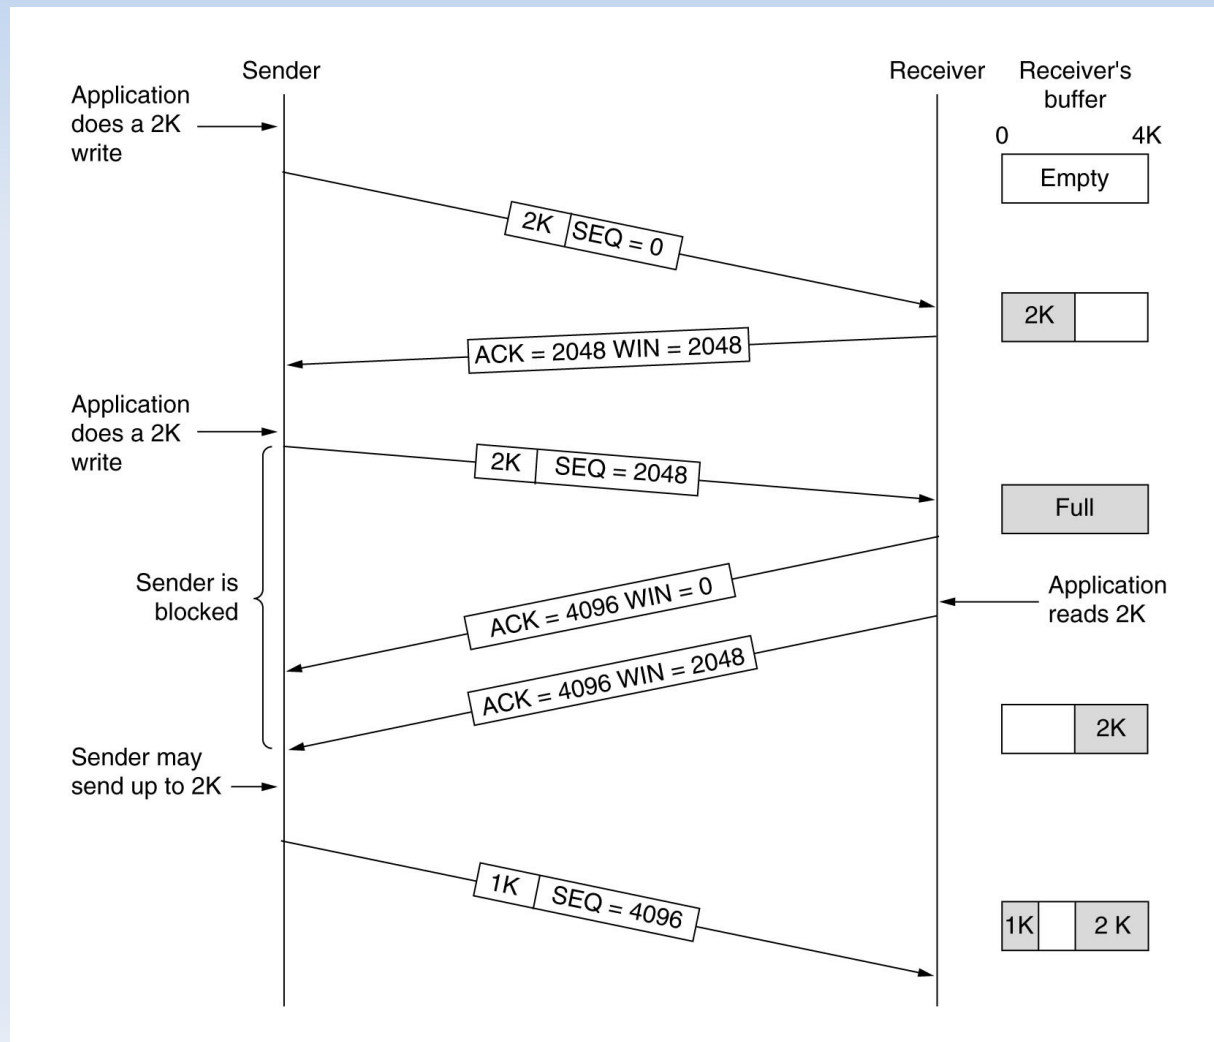 Sender
Receiver
Receiver's
buffer
Application
does a 2K
write
0
4K
Empty
2K
SEQ = 0
2K
ACK = 2048 WIN = 2048
Application
does a 2K
write
2K
SEQ = 2048
Full
Sender is
blocked
ACK = 4096 WIN = 0
Application
reads 2K
ACK = 4096 WIN = 2048
2K
Sender may
send up to 2K
1K
SEQ = 4096
1K
2 K